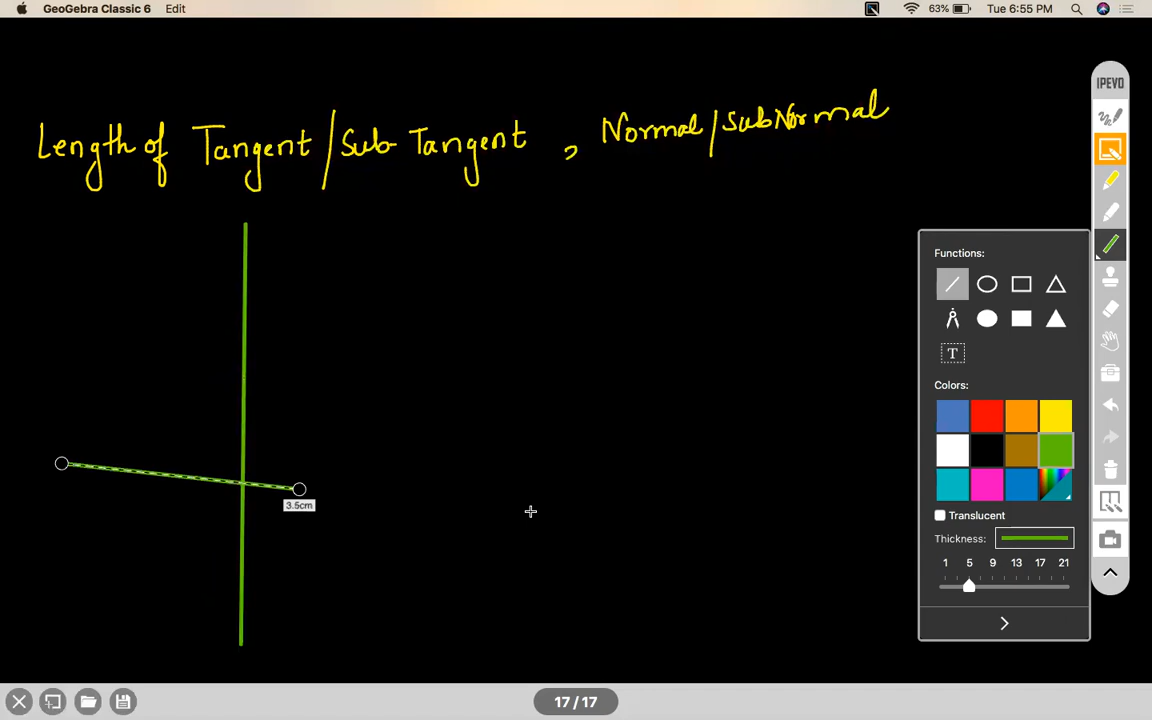 GeoGebra Classic 6 Edit 63% Tue 6:55 PM
IPEVO
Length of Tangent/Sub-Tangent , Normal/SubNormal
Functions:
T
Colors:
3.5cm
Translucent
Thickness:
1 5 9 13 17 21
17 / 17